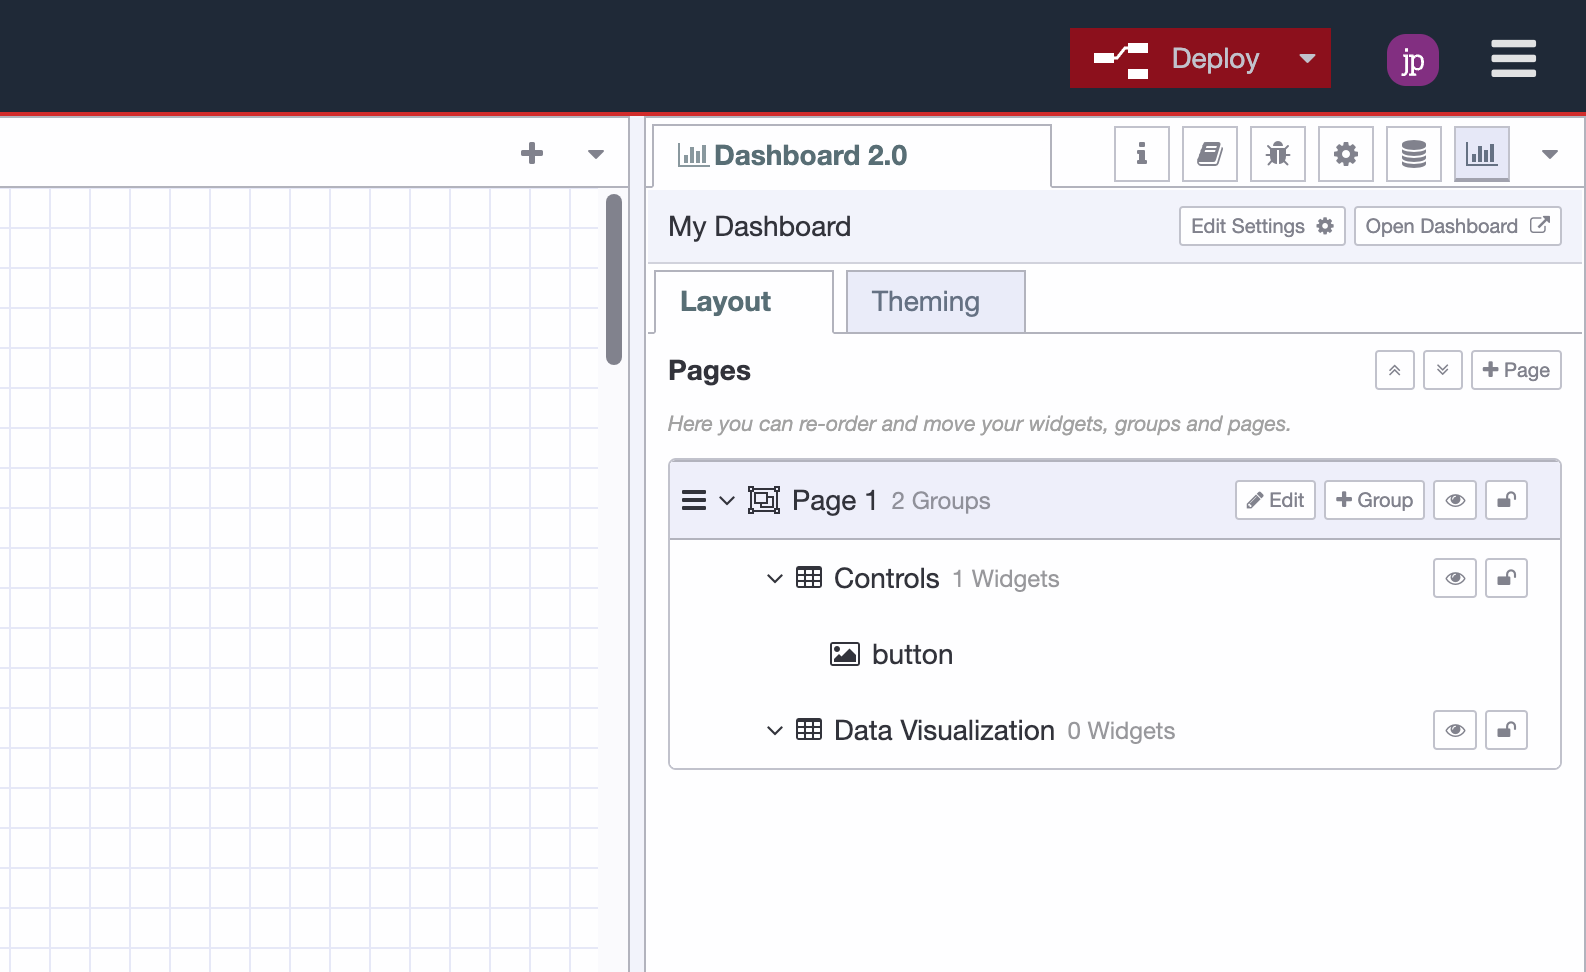 Deploy
jp
Dashboard 2.0
My Dashboard
Edit Settings
Open Dashboard
Layout
Theming
Pages
Page
Here you can re-order and move your widgets, groups and pages.
Page 1 2 Groups
Edit
Group
Controls 1 Widgets
button
Data Visualization 0 Widgets